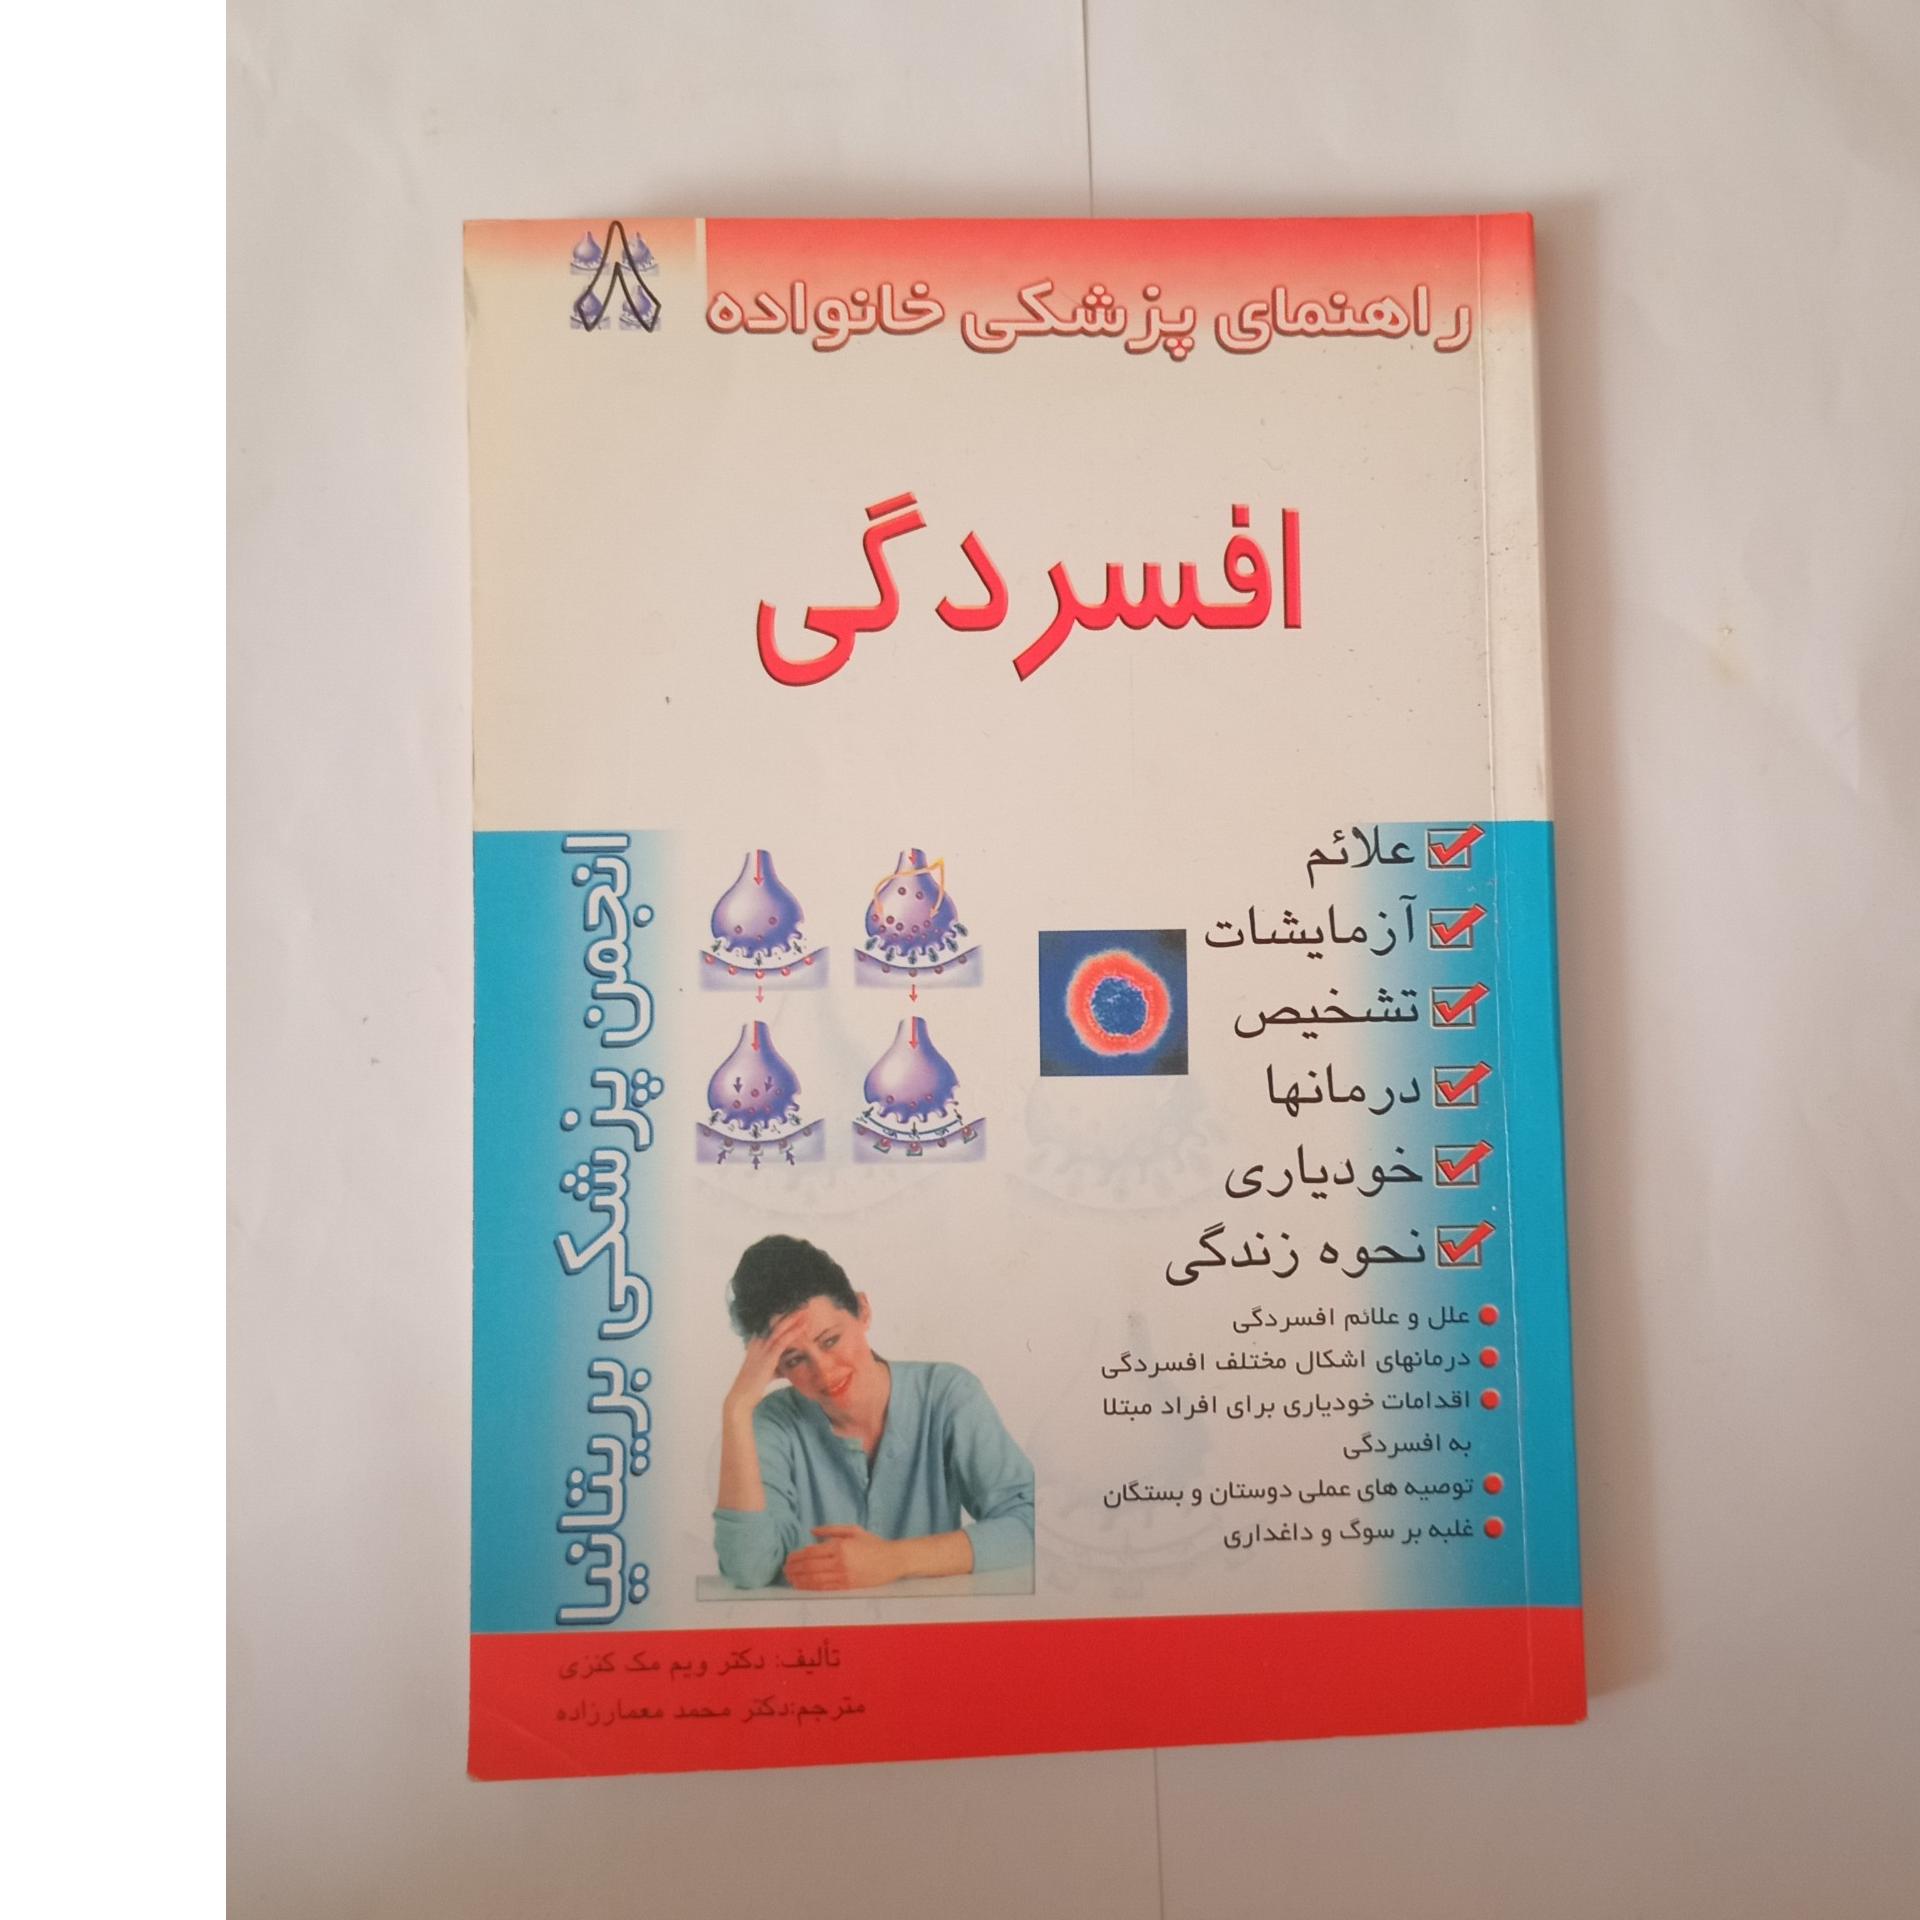 راهنمای پزشکی خانواده
۸
افسردگی
علائم
آزمایشات
تشخیص
درمانها
خودیاری
نحوه زندگی
علل و علائم افسردگی
درمانهای اشکال مختلف افسردگی
اقدامات خودیاری برای افراد مبتلا
به افسردگی
توصیه های عملی دوستان و بستگان
غلبه بر سوگ و داغداری
انجمن پزشکی بریتانیا
تألیف: دکتر ویم مک کنزی
مترجم:دکتر محمد معمارزاده